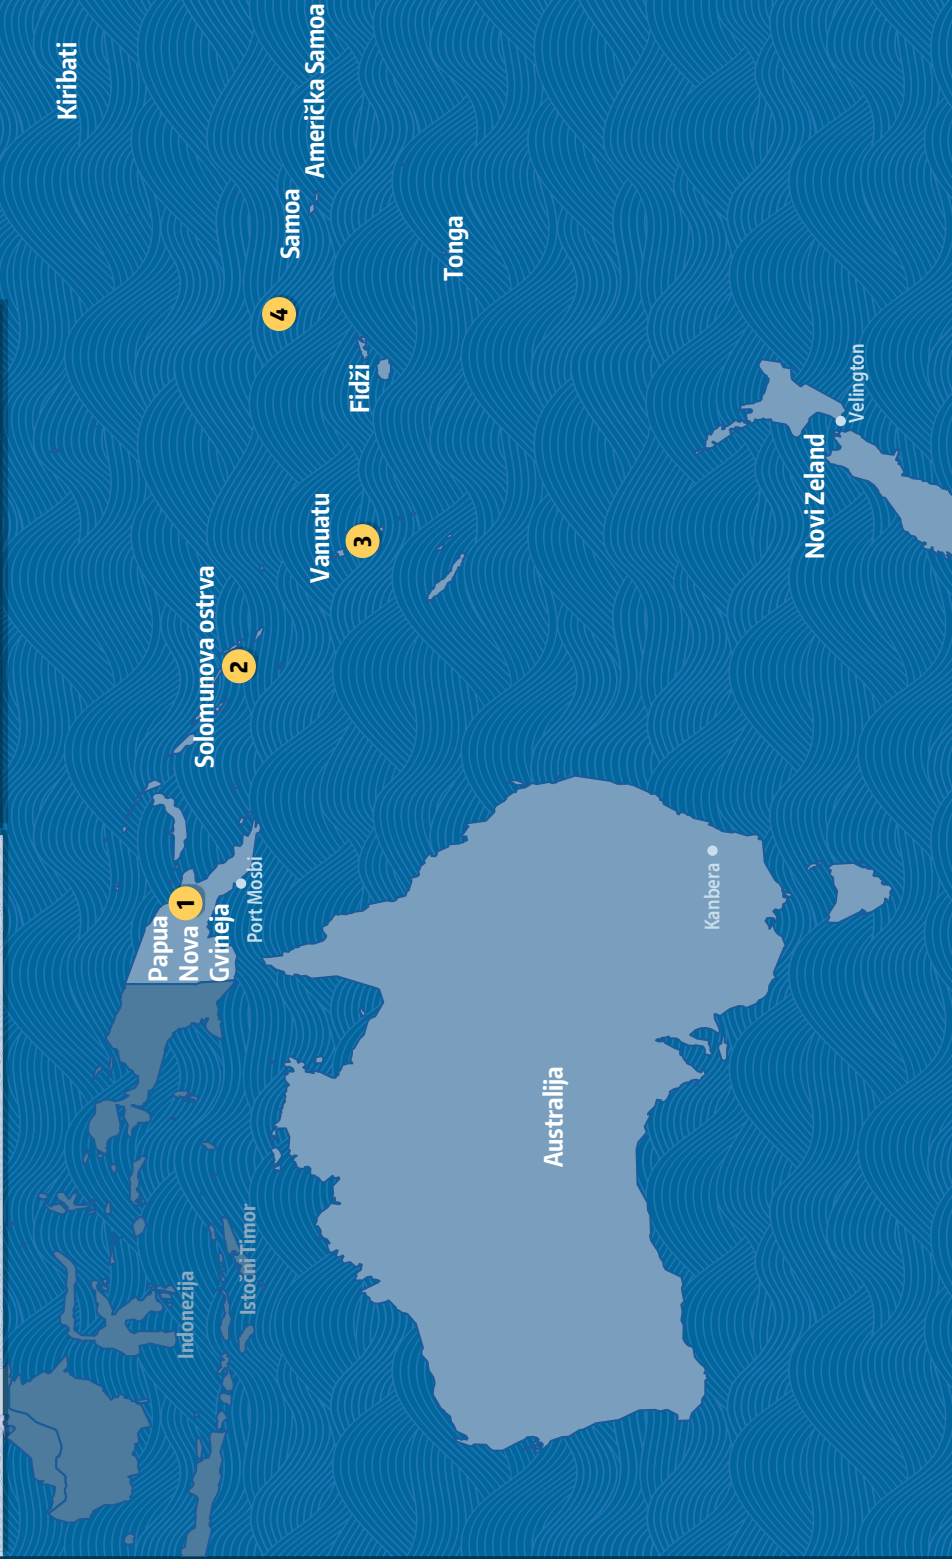 Kiribati
Američka Samoa
Samoa
4
Tonga
Fidži
Vanuatu
3
Solomunova ostrva
2
Papua
Nova
Gvineja
1
Port Mosbi
Indonezija
Istočni Timor
Australija
Kanbera
Novi Zeland
Velington